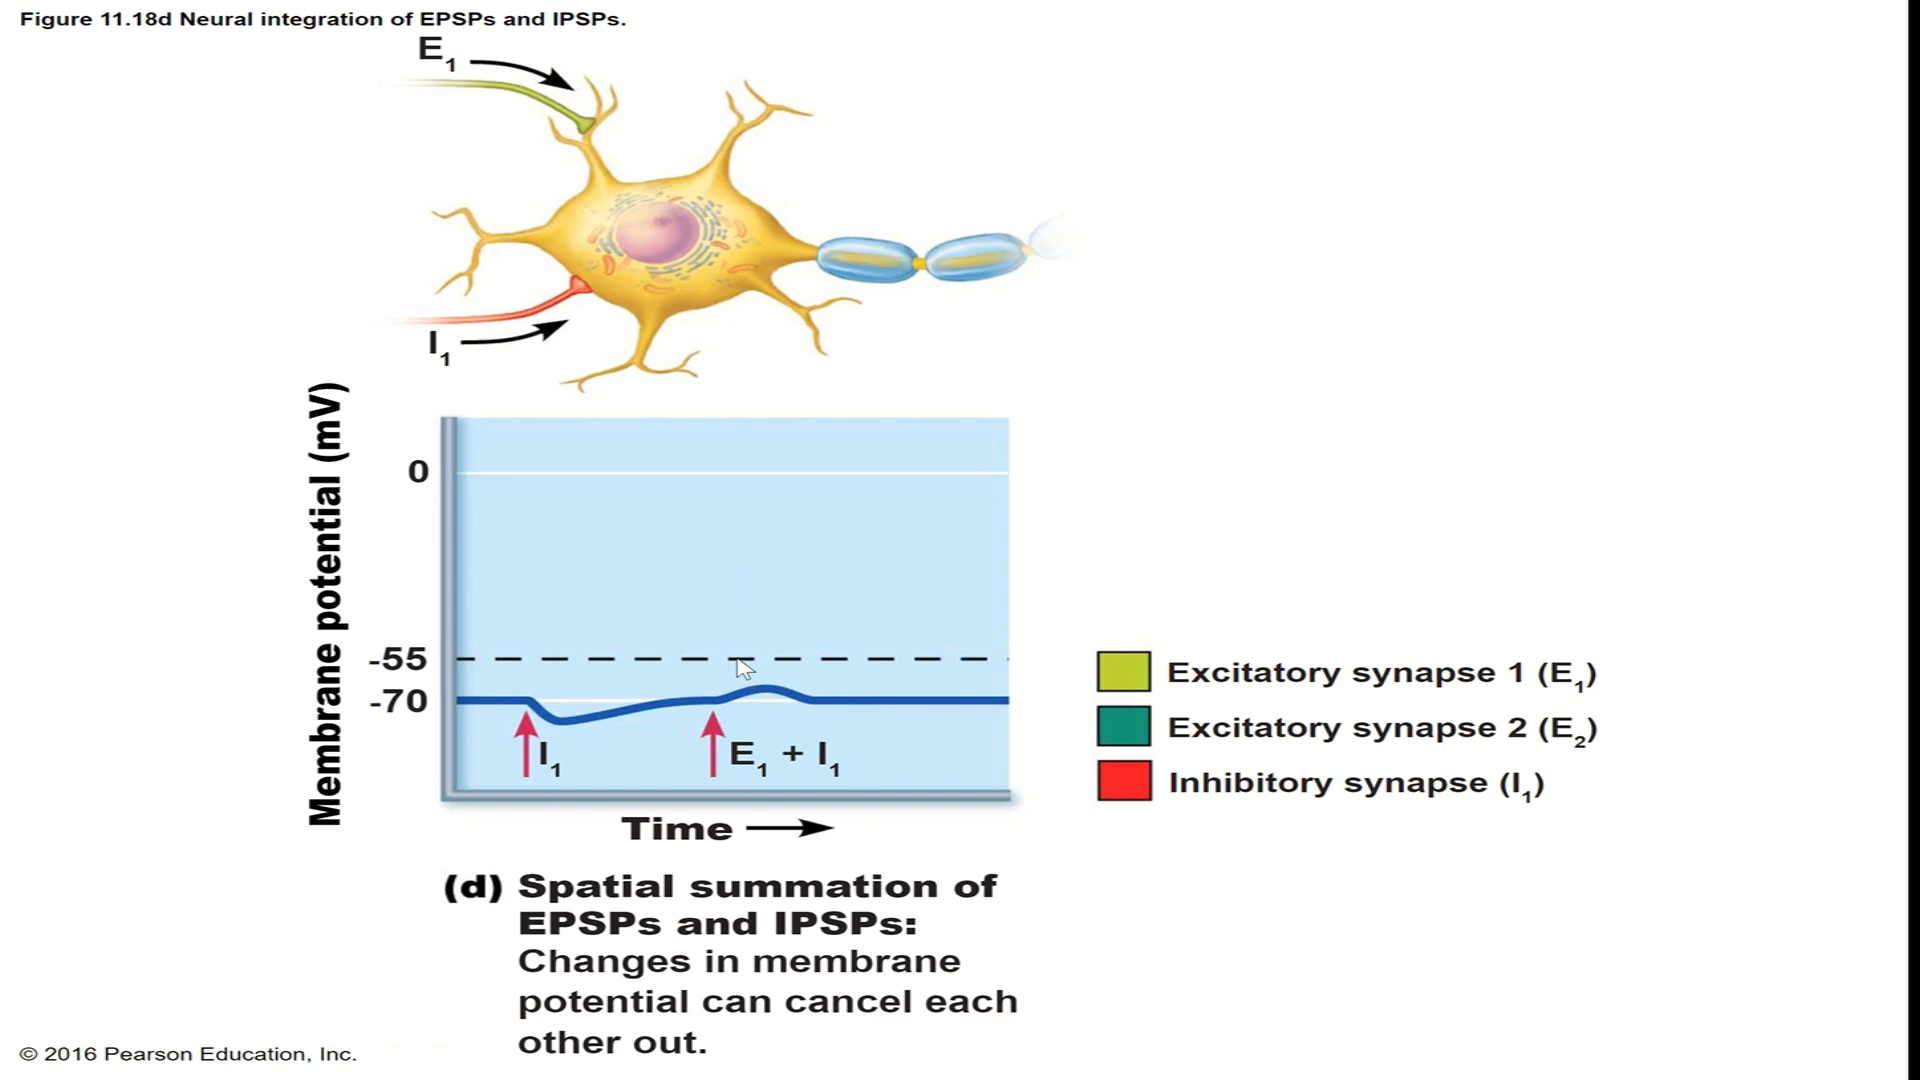 Figure 11.18d Neural integration of EPSPs and IPSPs.
E1
I1
Membrane potential (mV)
0
-55
-70
I1
E1 + I1
Time
Excitatory synapse 1 (E1)
Excitatory synapse 2 (E2)
Inhibitory synapse (I1)
(d) Spatial summation of
EPSPs and IPSPs:
Changes in membrane
potential can cancel each
other out.
© 2016 Pearson Education, Inc.